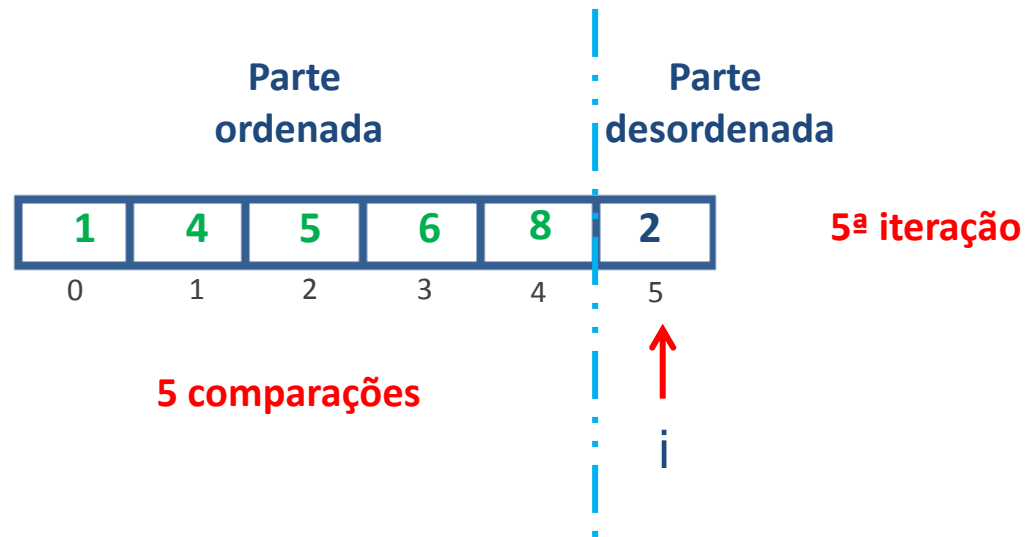 Parte
ordenada
Parte
desordenada
1 4 5 6 8 2
5ª iteração
0 1 2 3 4 5
5 comparações
i